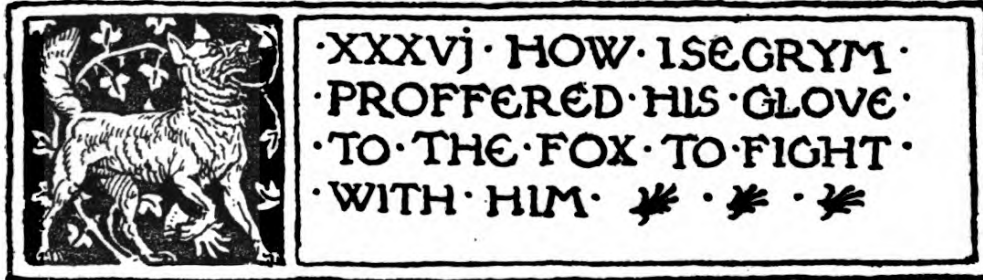 ·XXXVj· HOW· ISEGRYM ·
·PROFFERED·HIS·GLOVE·
·TO·THE·FOX·TO·FIGHT·
·WITH·HIM· · ·